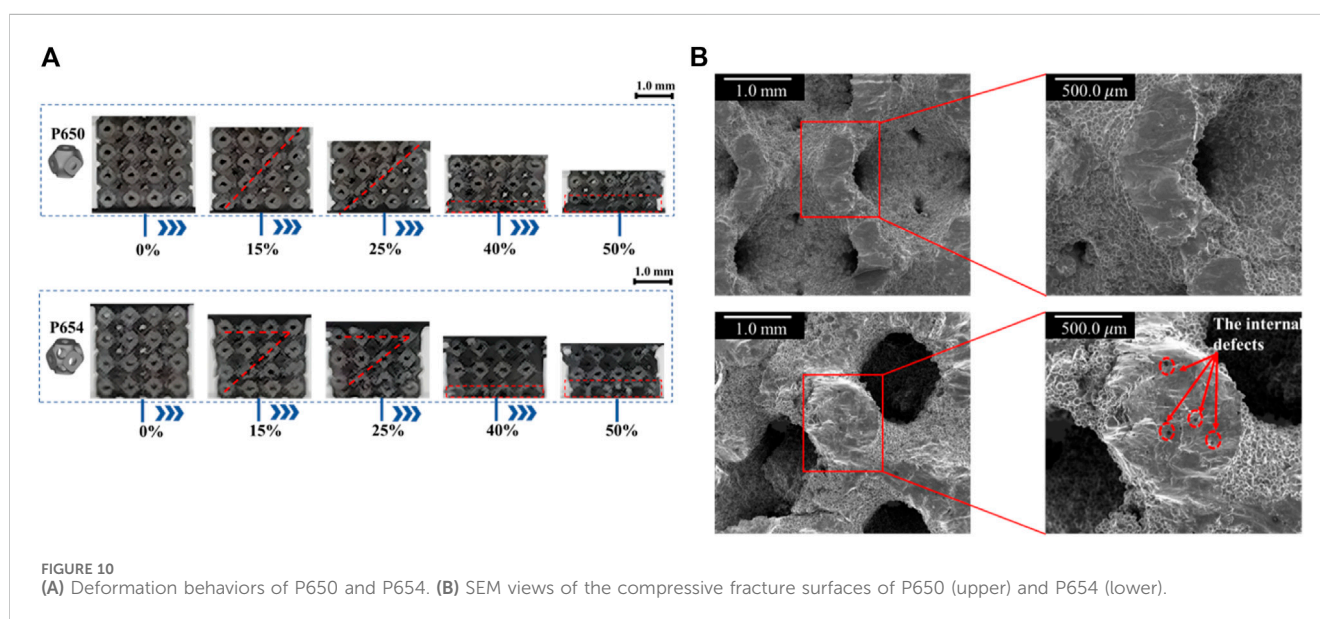 A
1.0 mm
P650
0%
15%
25%
40%
50%
1.0 mm
P654
0%
15%
25%
40%
50%
B
1.0 mm
500.0 μm
1.0 mm
500.0 μm
The internal
defects
FIGURE 10
(A) Deformation behaviors of P650 and P654. (B) SEM views of the compressive fracture surfaces of P650 (upper) and P654 (lower).